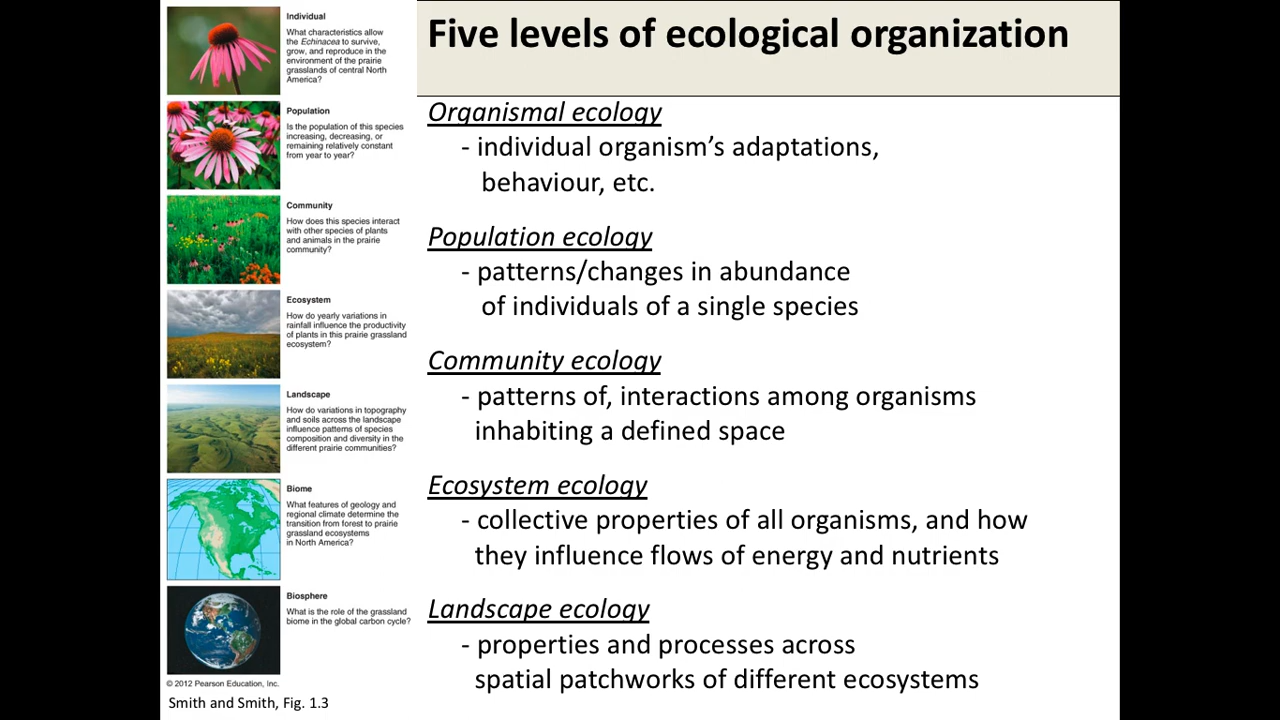 Individual
What characteristics allow
the Echinacea to survive,
grow, and reproduce in the
environment of the prairie
grasslands of central North
America?
Population
Is the population of this species
increasing, decreasing, or
remaining relatively constant
from year to year?
Community
How does this species interact
with other species of plants
and animals in the prairie
community?
Ecosystem
How do yearly variations in
rainfall influence the productivity
of plants in this prairie grassland
ecosystem?
Landscape
How do variations in topography
and soils across the landscape
influence patterns of species
composition and diversity in the
different prairie communities?
Biome
What features of geology and
regional climate determine the
transition from forest to prairie
grassland ecosystems
in North America?
Biosphere
What is the role of the grassland
biome in the global carbon cycle?
© 2012 Pearson Education, Inc.
Smith and Smith, Fig. 1.3
Five levels of ecological organization
Organismal ecology
- individual organism’s adaptations,
behaviour, etc.
Population ecology
- patterns/changes in abundance
of individuals of a single species
Community ecology
- patterns of, interactions among organisms
inhabiting a defined space
Ecosystem ecology
- collective properties of all organisms, and how
they influence flows of energy and nutrients
Landscape ecology
- properties and processes across
spatial patchworks of different ecosystems